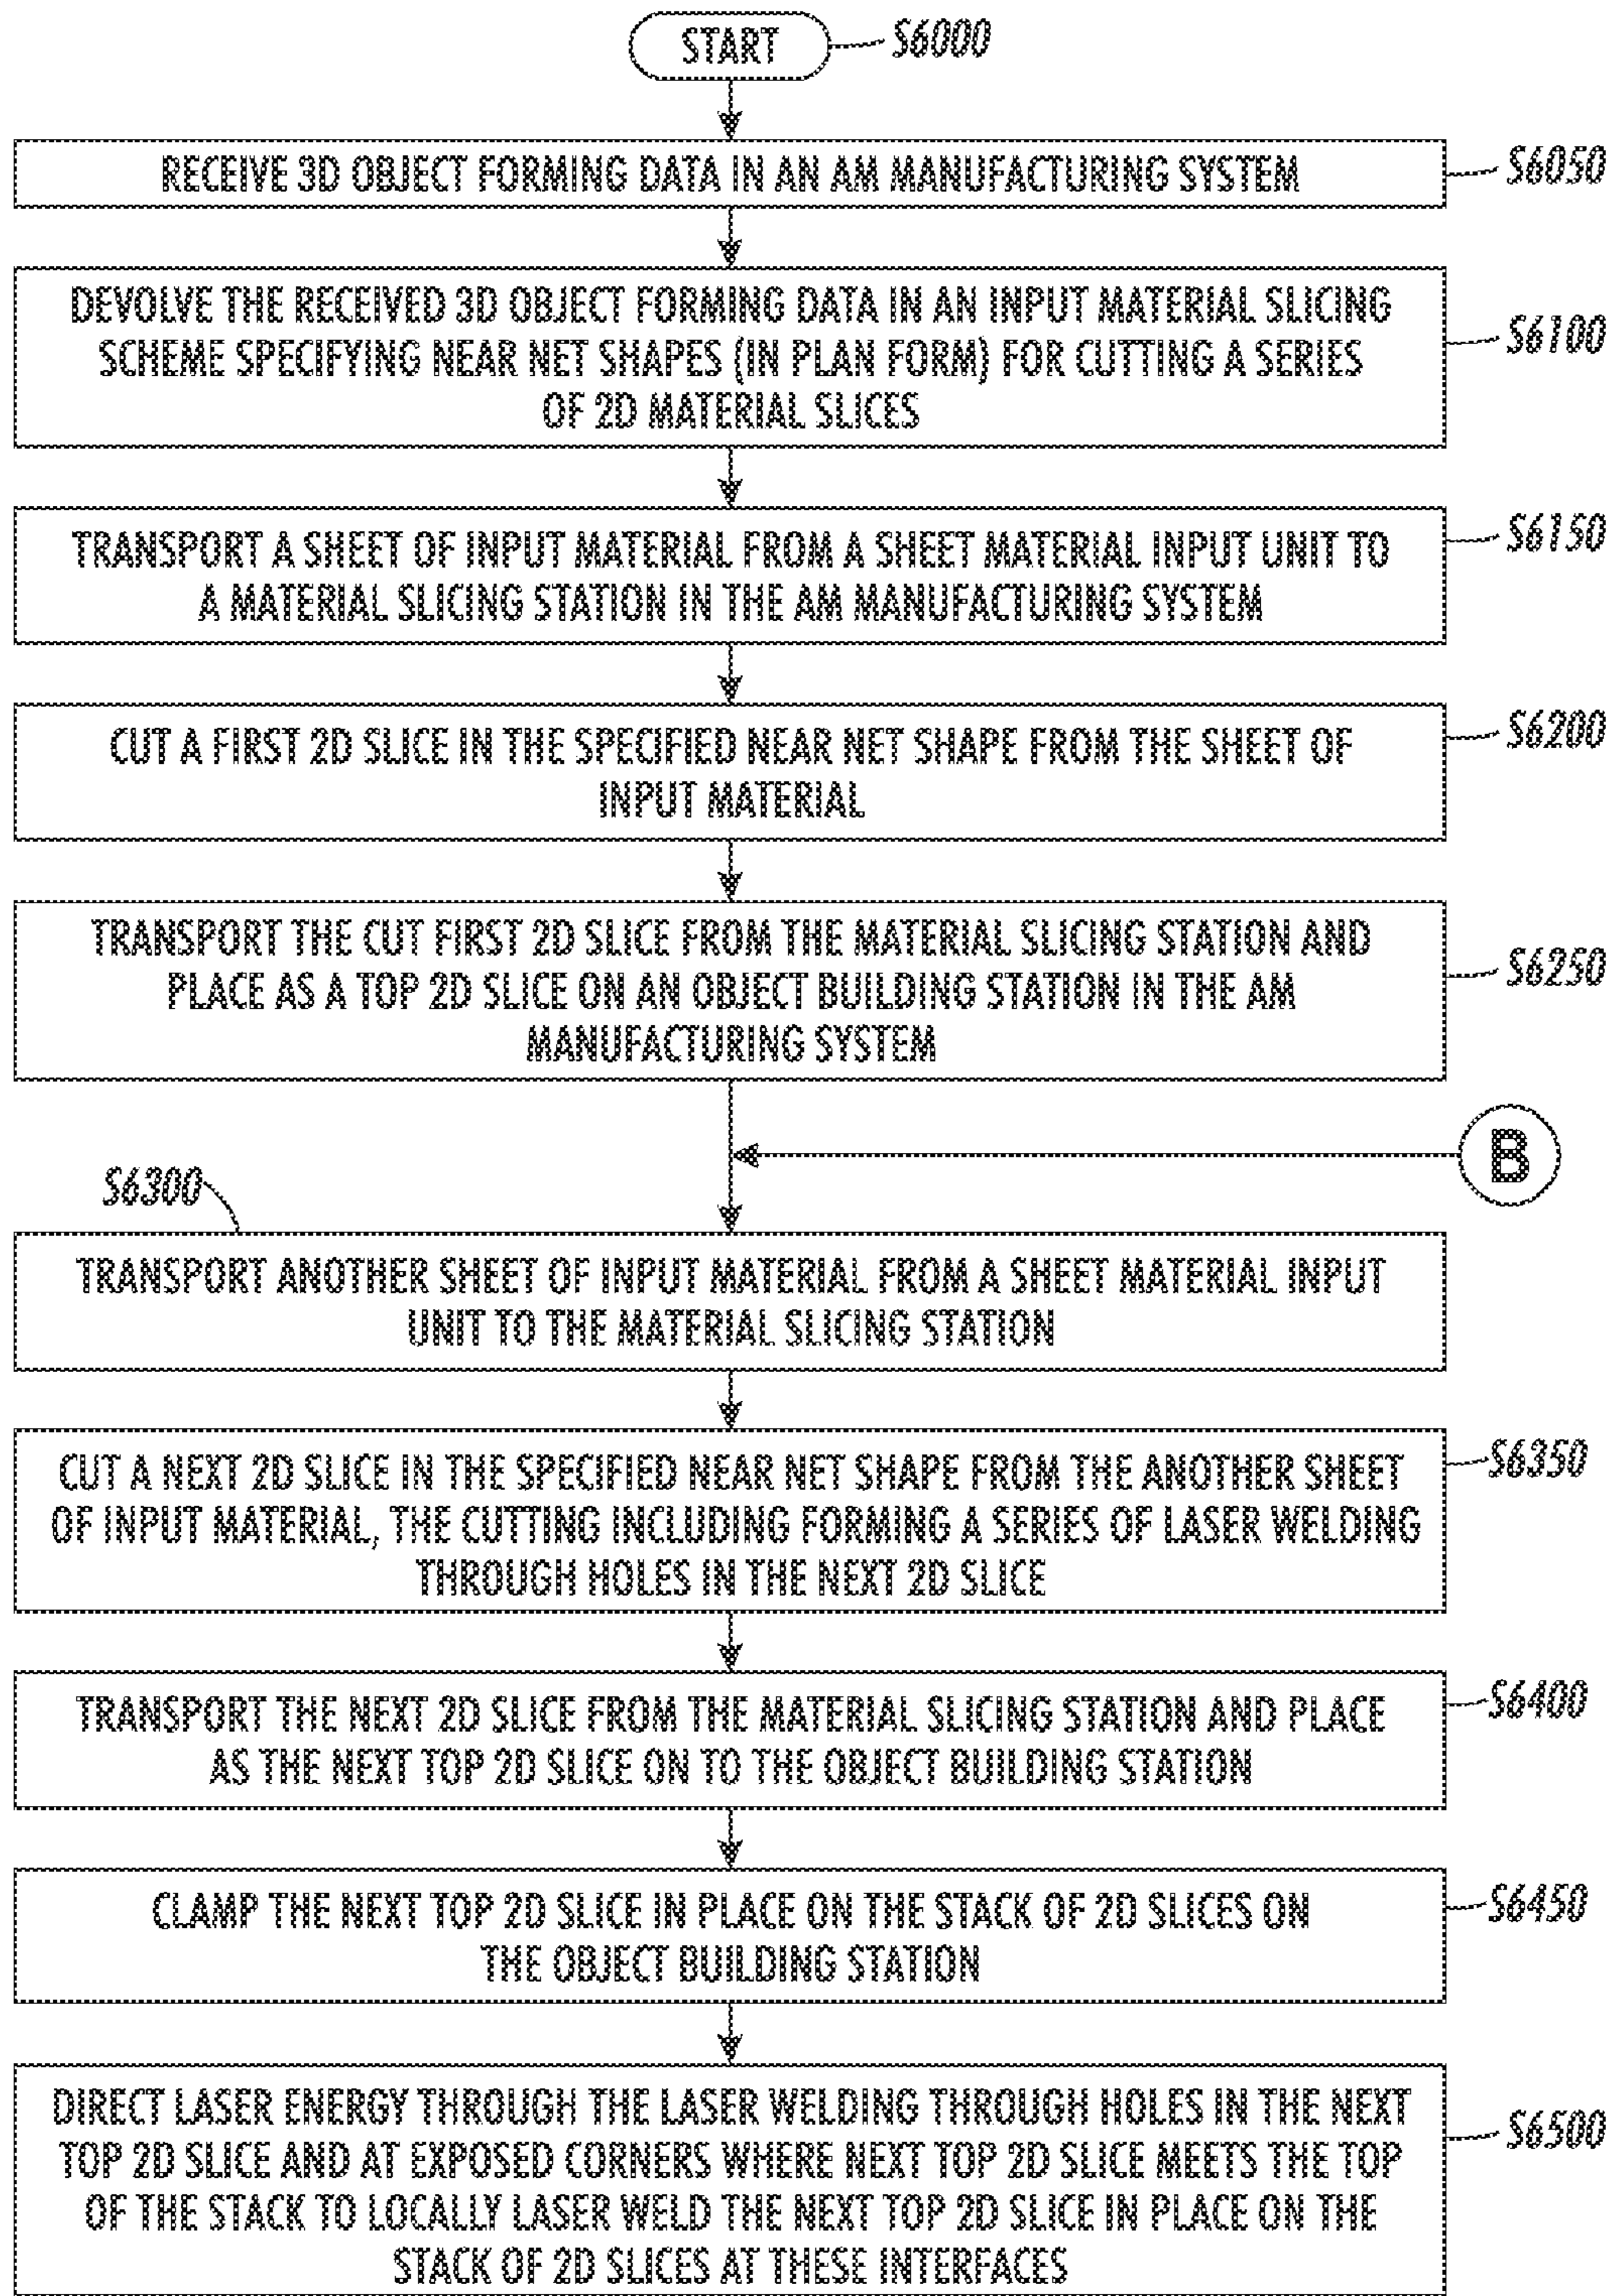 START
S6000
RECEIVE 3D OBJECT FORMING DATA IN AN AM MANUFACTURING SYSTEM
S6050
DEVOLVE THE RECEIVED 3D OBJECT FORMING DATA IN AN INPUT MATERIAL SLICING
SCHEME SPECIFYING NEAR NET SHAPES (IN PLAN FORM) FOR CUTTING A SERIES
OF 2D MATERIAL SLICES
S6100
TRANSPORT A SHEET OF INPUT MATERIAL FROM A SHEET MATERIAL INPUT UNIT TO
A MATERIAL SLICING STATION IN THE AM MANUFACTURING SYSTEM
S6150
CUT A FIRST 2D SLICE IN THE SPECIFIED NEAR NET SHAPE FROM THE SHEET OF
INPUT MATERIAL
S6200
TRANSPORT THE CUT FIRST 2D SLICE FROM THE MATERIAL SLICING STATION AND
PLACE AS A TOP 2D SLICE ON AN OBJECT BUILDING STATION IN THE AM
MANUFACTURING SYSTEM
S6250
B
S6300
TRANSPORT ANOTHER SHEET OF INPUT MATERIAL FROM A SHEET MATERIAL INPUT
UNIT TO THE MATERIAL SLICING STATION
CUT A NEXT 2D SLICE IN THE SPECIFIED NEAR NET SHAPE FROM THE ANOTHER SHEET
OF INPUT MATERIAL, THE CUTTING INCLUDING FORMING A SERIES OF LASER WELDING
THROUGH HOLES IN THE NEXT 2D SLICE
S6350
TRANSPORT THE NEXT 2D SLICE FROM THE MATERIAL SLICING STATION AND PLACE
AS THE NEXT TOP 2D SLICE ON TO THE OBJECT BUILDING STATION
S6400
CLAMP THE NEXT TOP 2D SLICE IN PLACE ON THE STACK OF 2D SLICES ON
THE OBJECT BUILDING STATION
S6450
DIRECT LASER ENERGY THROUGH THE LASER WELDING THROUGH HOLES IN THE NEXT
TOP 2D SLICE AND AT EXPOSED CORNERS WHERE NEXT TOP 2D SLICE MEETS THE TOP
OF THE STACK TO LOCALLY LASER WELD THE NEXT TOP 2D SLICE IN PLACE ON THE
STACK OF 2D SLICES AT THESE INTERFACES
S6500